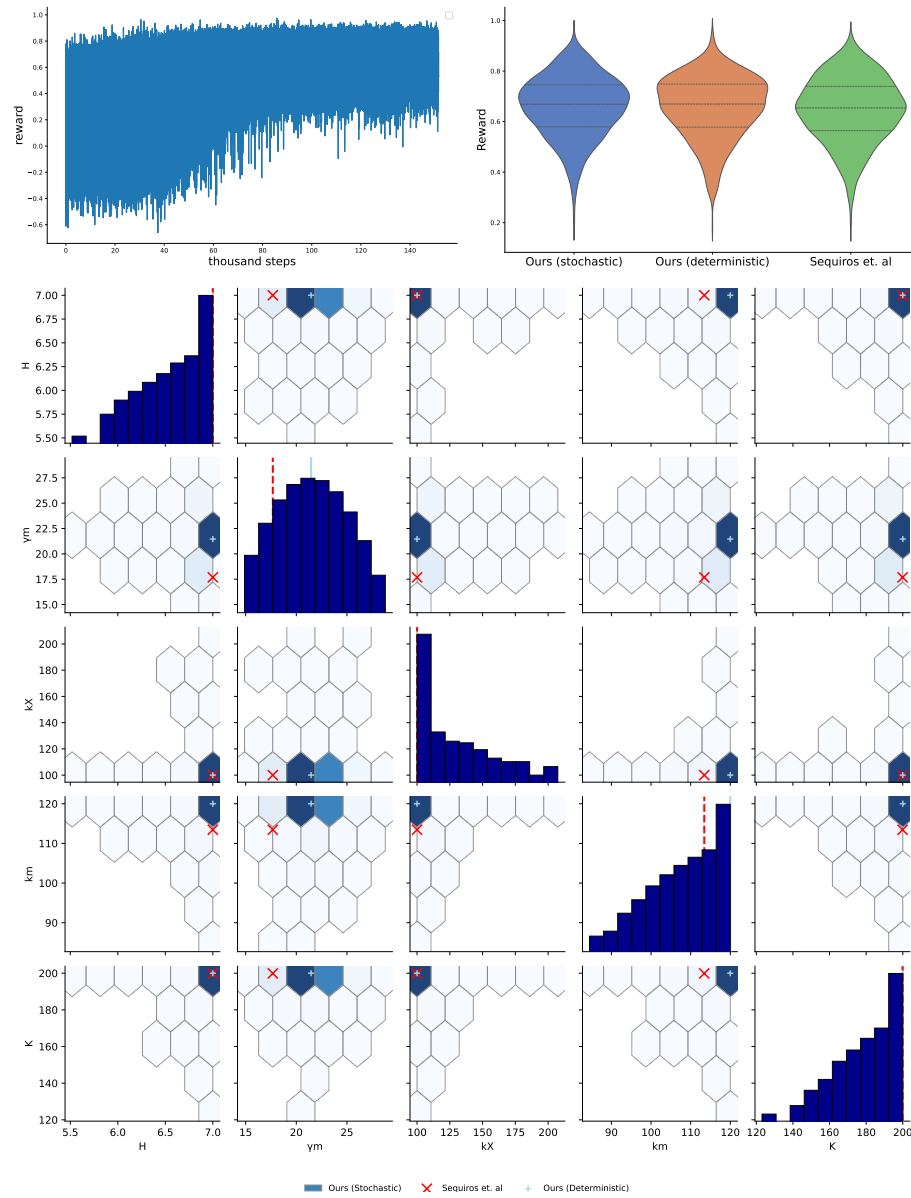 1.0
0.8
0.6
0.4
0.2
0.0
−0.2
−0.4
−0.6
reward
0
20
40
60
80
100
120
140
thousand steps
1.0
0.8
0.6
0.4
0.2
Reward
Ours (stochastic)
Ours (deterministic)
Sequiros et. al
7.00
6.75
6.50
6.25
6.00
5.75
5.50
H
27.5
25.0
22.5
20.0
17.5
15.0
γm
200
180
160
140
120
100
kX
120
110
100
90
km
200
180
160
140
120
K
5.5 6.0 6.5 7.0
H
15 20 25
γm
100 125 150 175 200
kX
90 100 110 120
km
120 140 160 180 200
K
Ours (Stochastic) Sequiros et. al Ours (Deterministic)